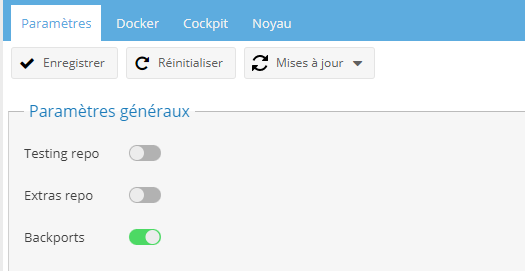 Paramètres Docker Cockpit Noyau
Enregistrer Réinitialiser Mises à jour
Paramètres généraux
Testing repo
Extras repo
Backports